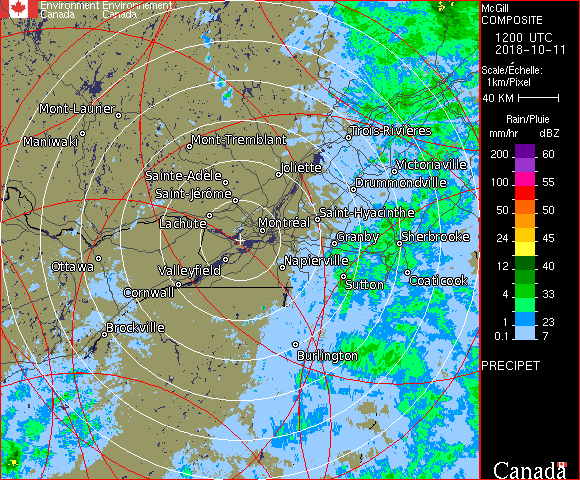 Environment Environnement
Canada Canada
Mont-Laurier
Maniwaki
Mont-Tremblant
Trois-Rivières
Sainte-Adèle
Joliette
Victoriaville
Drummondville
Saint-Jérôme
Lachute
Saint-Hyacinthe
Montréal
Granby
Sherbrooke
Ottawa
Valleyfield
Napierville
Sutton
Coaticook
Cornwall
Brockville
Burlington
McGill
COMPOSITE
1200 UTC
2018-10-11
Scale/Échelle:
1km/Pixel
40 KM
Rain/Pluie
mm/hr dBZ
200 60
100 55
50 50
24 45
12 40
4 33
1 23
0.1 7
PRECIPET
Canada